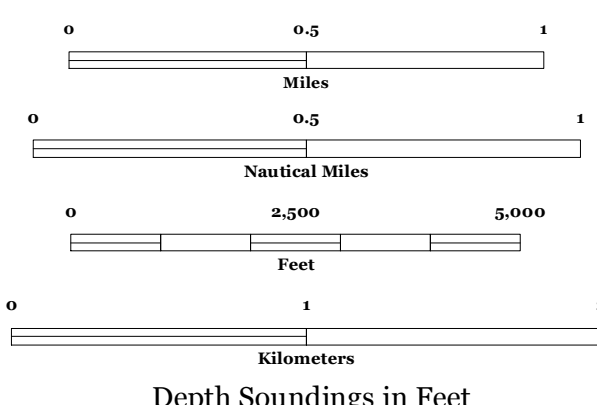 0 0.5 1
Miles
0 0.5 1
Nautical Miles
0 2,500 5,000
Feet
0 1
Kilometers
Depth Soundings in Feet